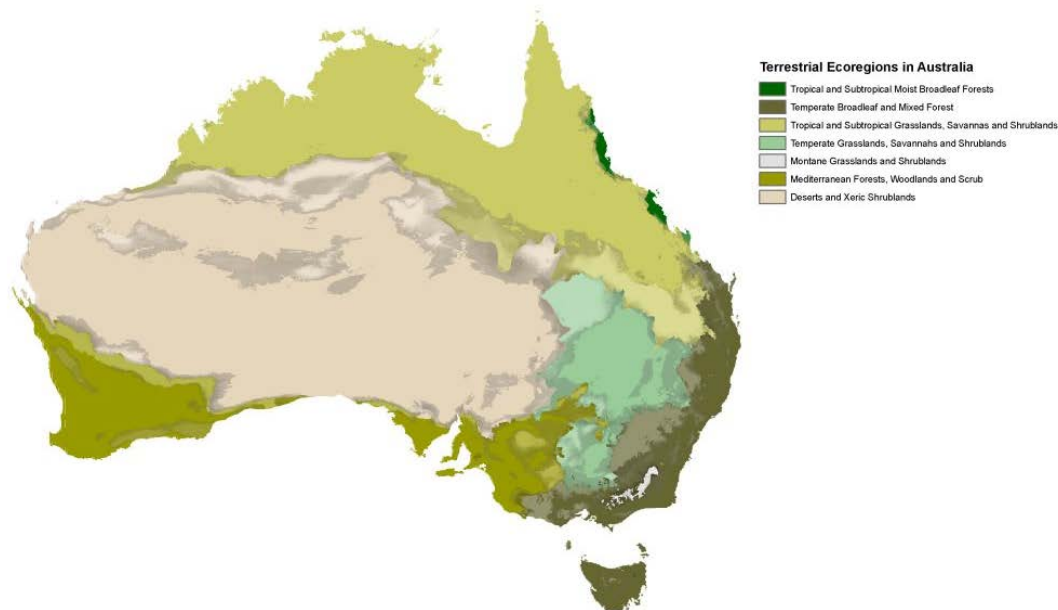 Terrestrial Ecoregions in Australia
Tropical and Subtropical Moist Broadleaf Forests
Temperate Broadleaf and Mixed Forest
Tropical and Subtropical Grasslands, Savannas and Shrublands
Temperate Grasslands, Savannahs and Shrublands
Montane Grasslands and Shrublands
Mediterranean Forests, Woodlands and Scrub
Deserts and Xeric Shrublands